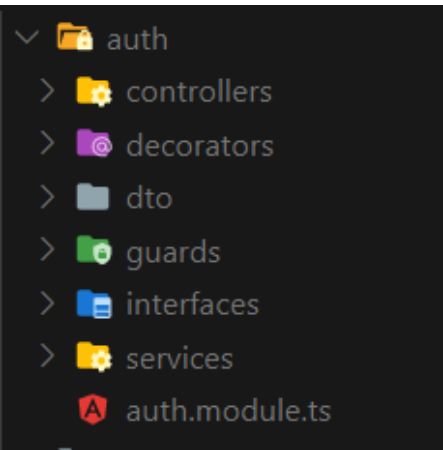 auth
controllers
decorators
dto
guards
interfaces
services
auth.module.ts